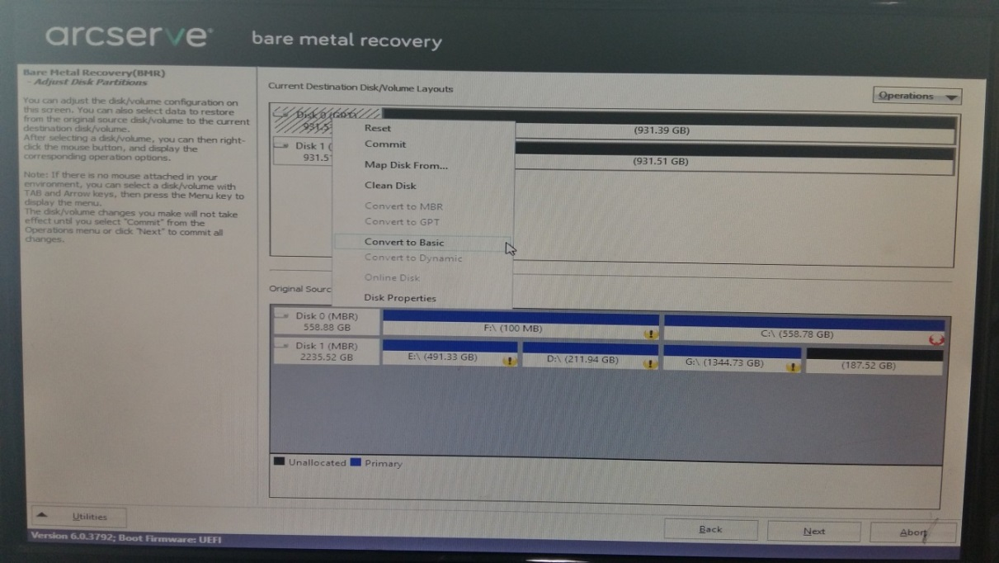 arcserve
bare metal recovery
Bare Metal Recovery(BMR)
- Adjust Disk Partitions
You can adjust the disk/volume configuration on
this screen. You can also select data to restore
from the original source disk/volume to the current
destination disk/volume.
After selecting a disk/volume, you can then right-
click the mouse button, and display the
corresponding operation options.
Note: If there is no mouse attached in your
environment, you can select a disk/volume with
TAB and Arrow keys, then press the Menu key to
display the menu.
The disk/volume changes you make will not take
effect until you select "Commit" from the
Operations menu or click "Next" to commit all
changes.
Current Destination Disk/Volume Layouts
Operations
Disk 0 (GPT)
931.5
(931.39 GB)
Disk 1 (
931.5
(931.51 GB)
Reset
Commit
Map Disk From...
Clean Disk
Convert to MBR
Convert to GPT
Convert to Basic
Convert to Dynamic
Online Disk
Disk Properties
Original Sourc
Disk 0 (MBR)
558.88 GB
F:\ (100 MB)
C:\ (558.78 GB)
Disk 1 (MBR)
2235.52 GB
E:\ (491.33 GB)
D:\ (211.94 GB)
G:\ (1344.73 GB)
(187.52 GB)
Unallocated
Primary
Utilities
Back
Next
Abort
Version 6.0.3792; Boot Firmware: UEFI